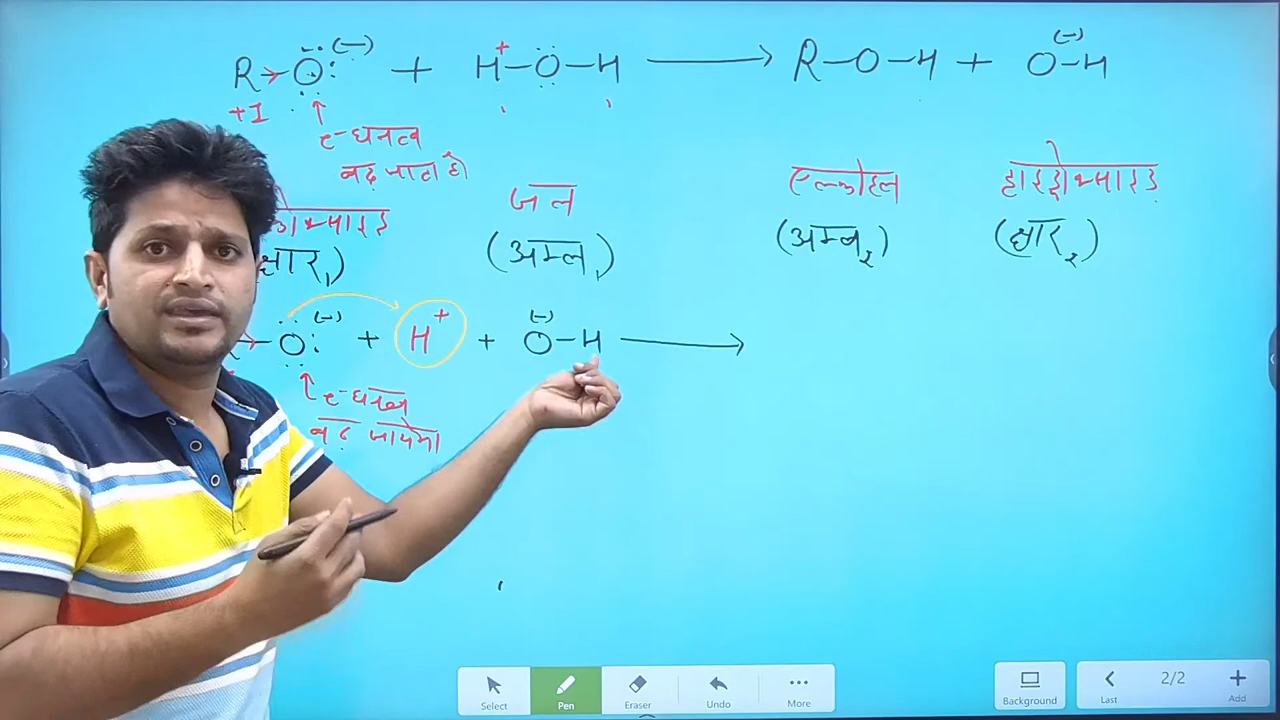 R→O:(−) + H⁺—O—H ⟶ R—O—H + O(−)—H
+I
e⁻ घनत्व
बढ़ जाता है
जल
एल्कोहल
हाइड्रोक्साइड
क्षार₁)
(अम्ल₁)
(अम्ल₂)
(क्षार₂)
O:(−) + H⁺ + O(−)—H ⟶
e⁻ घनत्व
बढ़ जायेगा
Select
Pen
Eraser
Undo
More
Background
Last
2/2
Add